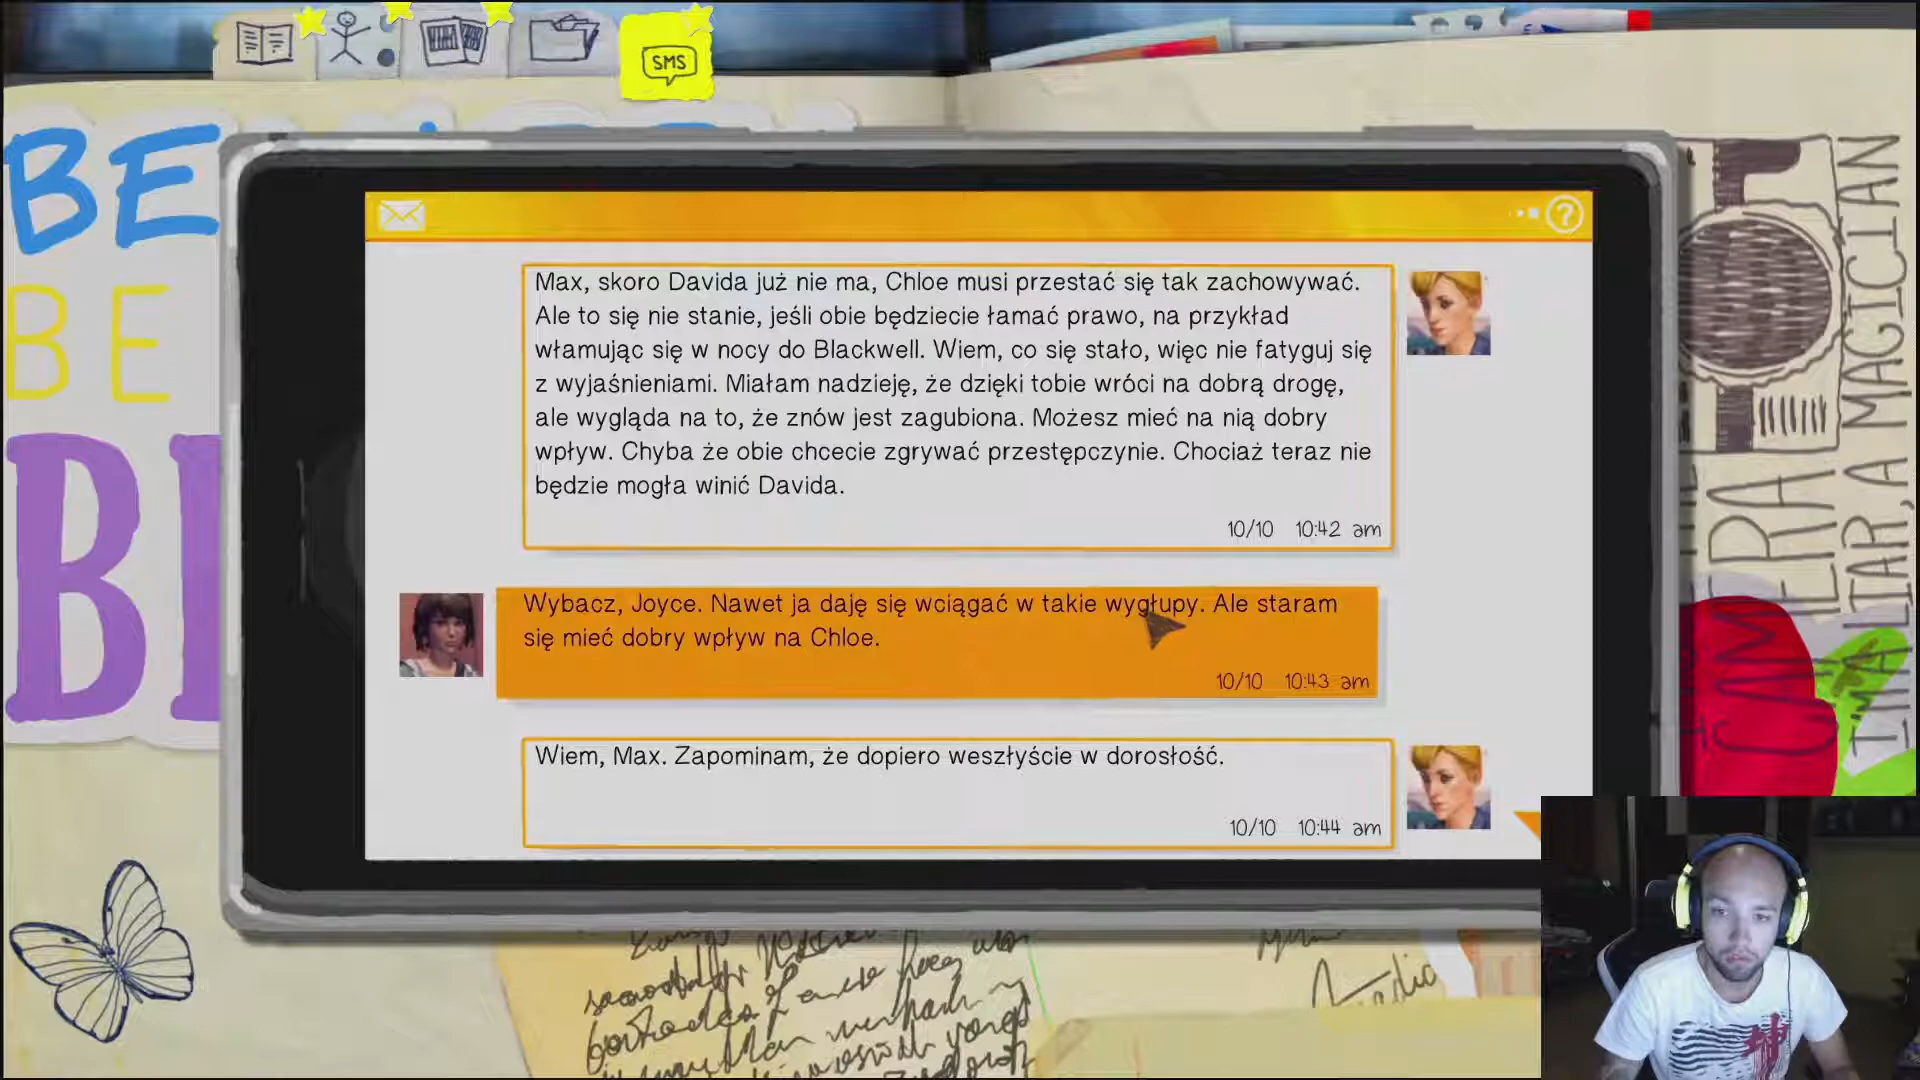 SMS
BE
BE
Max, skoro Davida już nie ma, Chloe musi przestać się tak zachowywać.
Ale to się nie stanie, jeśli obie będziecie łamać prawo, na przykład
włamując się w nocy do Blackwell. Wiem, co się stało, więc nie fatyguj się
z wyjaśnieniami. Miałam nadzieję, że dzięki tobie wróci na dobrą drogę,
ale wygląda na to, że znów jest zagubiona. Możesz mieć na nią dobry
wpływ. Chyba że obie chcecie zgrywać przestępczynie. Chociaż teraz nie
będzie mogła winić Davida.
10/10 10:42 am
Wybacz, Joyce. Nawet ja daję się wciągać w takie wygłupy. Ale staram
się mieć dobry wpływ na Chloe.
10/10 10:43 am
Wiem, Max. Zapominam, że dopiero weszłyście w dorosłość.
10/10 10:44 am
CAMERA
A MAGICIAN